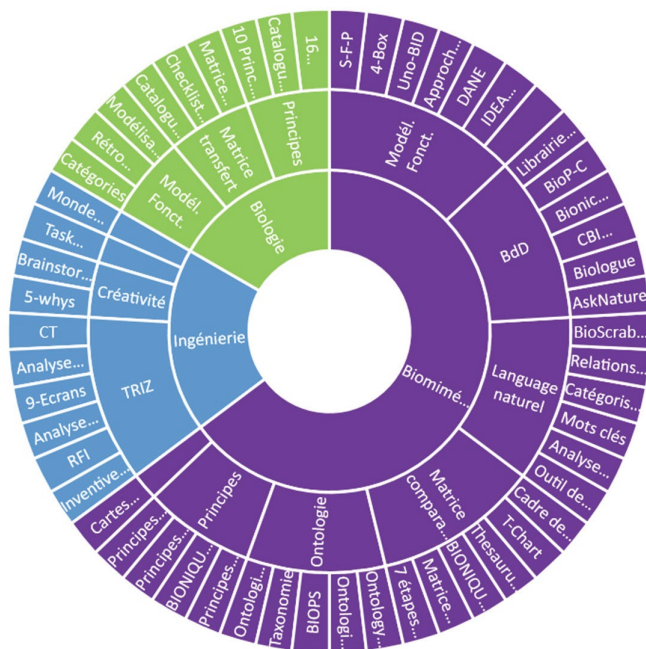 Biomimé...
Modél.
Fonct.
S-F-P
4-Box
Uno-BID
Approch...
DANE
IDEA...
BdD
Librairie...
BioP-C
Bionic...
CBI...
Biologue
AskNature
Language
naturel
BioScrab...
Relations...
Catégoris...
Mots clés
Analyse...
Outil de...
Matrice
compara...
Cadre de...
T-Chart
Thesauru...
BIONIQU...
Matrice...
7 étapes...
Ontologie
Ontology...
Ontologi...
BIOPS
Taxonomie
Ontologi...
Principes
Principes...
BIONIQU...
Principes...
Principes...
Cartes...
Ingénierie
TRIZ
Inventive...
RFI
Analyse...
9-Ecrans
Analyse...
CT
Créativité
5-whys
Brainstor...
Task...
Monde...
Biologie
Modél.
Fonct.
Catégories
Rétro...
Modélisa...
Matrice
transfert
Catalogu...
Checklist...
Matrice...
Principes
10 Princ...
Catalogu...
16...